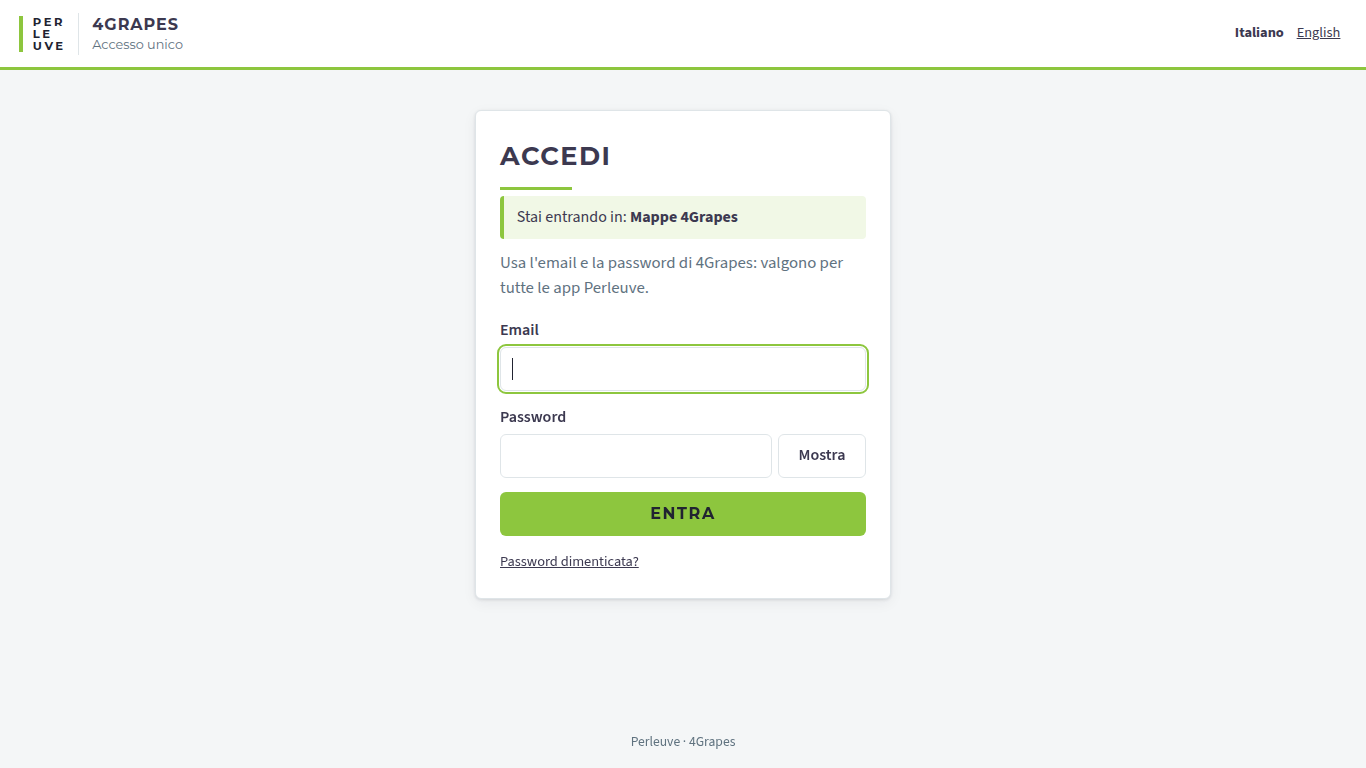 PER
LE
UVE
4GRAPES
Accesso unico
Italiano English
ACCEDI
Stai entrando in: Mappe 4Grapes
Usa l'email e la password di 4Grapes: valgono per
tutte le app Perleuve.
Email
Password
Mostra
ENTRA
Password dimenticata?
Perleuve · 4Grapes